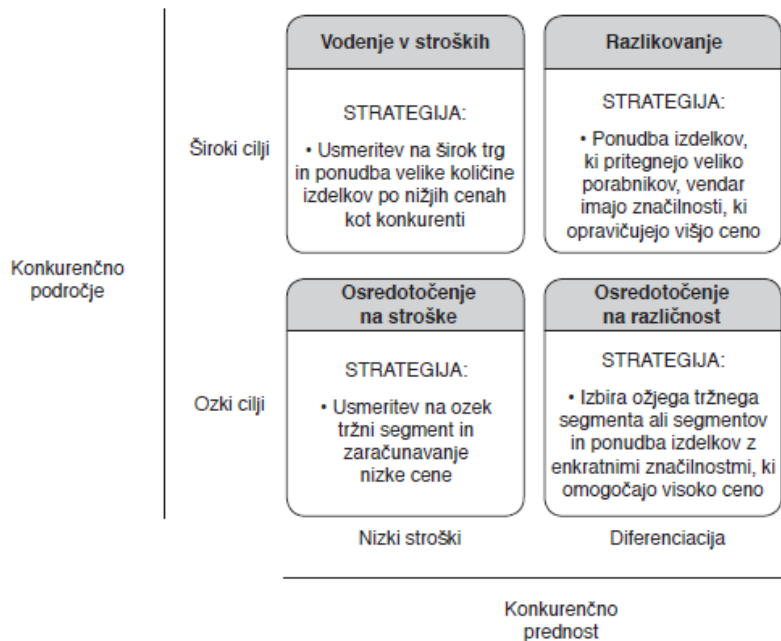 Vodenje v stroških
STRATEGIJA:
• Usmeritev na širok trg
in ponudba velike količine
izdelkov po nižjih cenah
kot konkurenti
Razlikovanje
STRATEGIJA:
• Ponudba izdelkov,
ki pritegnejo veliko
porabnikov, vendar
imajo značilnosti, ki
opravičujejo višjo ceno
Široki cilji
Konkurenčno
področje
Osredotočenje
na stroške
STRATEGIJA:
• Usmeritev na ozek
tržni segment in
zaračunavanje
nizke cene
Osredotočenje
na različnost
STRATEGIJA:
• Izbira ožjega tržnega
segmenta ali segmentov
in ponudba izdelkov z
enkratnimi značilnostmi, ki
omogočajo visoko ceno
Ozki cilji
Nizki stroški
Diferenciacija
Konkurenčno
prednost